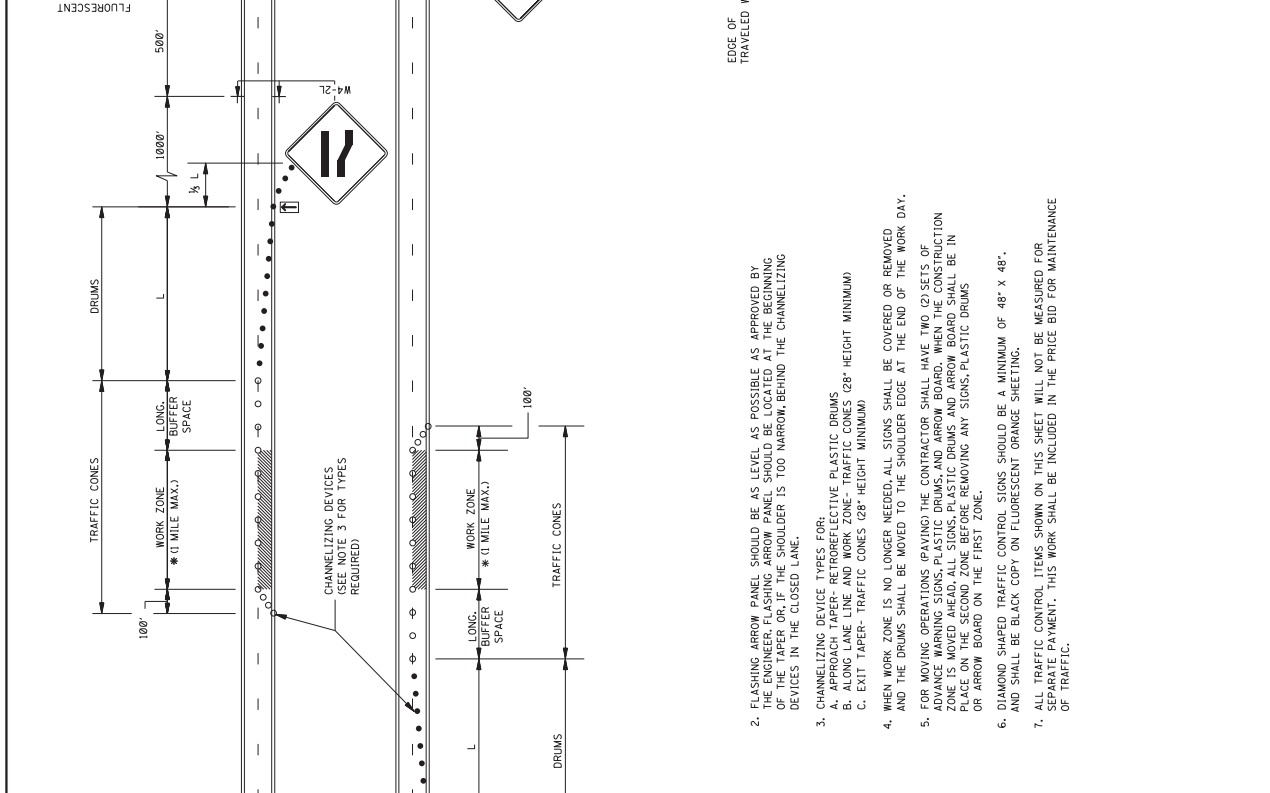 FLUORESCENT
500'
1000'
⅓ L
W4-2L
DRUMS
L
TRAFFIC CONES
LONG.
BUFFER
SPACE
WORK ZONE
* (1 MILE MAX.)
100'
CHANNELIZING DEVICES
(SEE NOTE 3 FOR TYPES
REQUIRED)
100'
WORK ZONE
* (1 MILE MAX.)
TRAFFIC CONES
LONG.
BUFFER
SPACE
L
DRUMS
EDGE OF
TRAVELED
2. FLASHING ARROW PANEL SHOULD BE AS LEVEL AS POSSIBLE AS APPROVED BY
THE ENGINEER. FLASHING ARROW PANEL SHOULD BE LOCATED AT THE BEGINNING
OF THE TAPER OR, IF THE SHOULDER IS TOO NARROW, BEHIND THE CHANNELIZING
DEVICES IN THE CLOSED LANE.
3. CHANNELIZING DEVICE TYPES FOR:
A. APPROACH TAPER- RETROREFLECTIVE PLASTIC DRUMS
B. ALONG LANE LINE AND WORK ZONE- TRAFFIC CONES (28" HEIGHT MINIMUM)
C. EXIT TAPER- TRAFFIC CONES (28" HEIGHT MINIMUM)
4. WHEN WORK ZONE IS NO LONGER NEEDED, ALL SIGNS SHALL BE COVERED OR REMOVED
AND THE DRUMS SHALL BE MOVED TO THE SHOULDER EDGE AT THE END OF THE WORK DAY.
5. FOR MOVING OPERATIONS (PAVING) THE CONTRACTOR SHALL HAVE TWO (2) SETS OF
ADVANCE WARNING SIGNS, PLASTIC DRUMS, AND ARROW BOARD. WHEN THE CONSTRUCTION
ZONE IS MOVED AHEAD, ALL SIGNS, PLASTIC DRUMS AND ARROW BOARD SHALL BE IN
PLACE ON THE SECOND ZONE BEFORE REMOVING ANY SIGNS, PLASTIC DRUMS
OR ARROW BOARD ON THE FIRST ZONE.
6. DIAMOND SHAPED TRAFFIC CONTROL SIGNS SHOULD BE A MINIMUM OF 48" X 48".
AND SHALL BE BLACK COPY ON FLUORESCENT ORANGE SHEETING.
7. ALL TRAFFIC CONTROL ITEMS SHOWN ON THIS SHEET WILL NOT BE MEASURED FOR
SEPARATE PAYMENT. THIS WORK SHALL BE INCLUDED IN THE PRICE BID FOR MAINTENANCE
OF TRAFFIC.